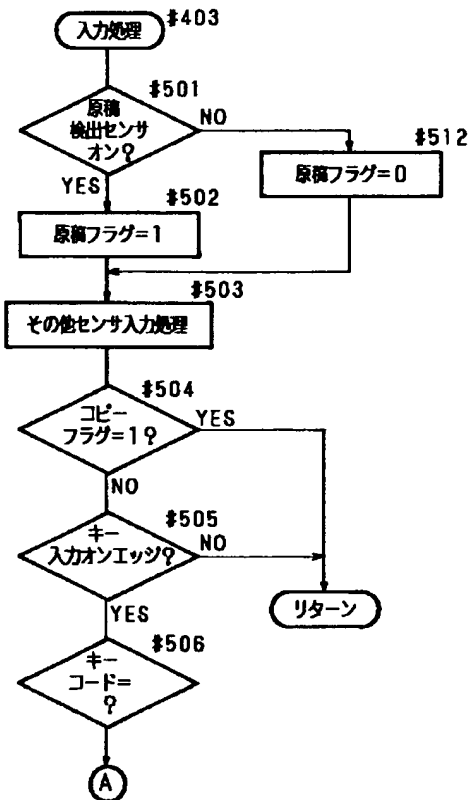 入力処理
#403
#501
原稿
検出センサ
オン?
NO
YES
#512
原稿フラグ=0
#502
原稿フラグ=1
#503
その他センサ入力処理
#504
コピー
フラグ=1?
YES
NO
#505
キー
入力オンエッジ?
NO
YES
リターン
#506
キー
コード=
?
A